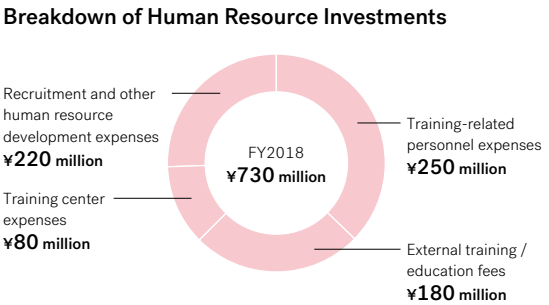 Breakdown of Human Resource Investments
Recruitment and other
human resource
development expenses
¥220 million
Training center
expenses
¥80 million
FY2018
¥730 million
Training-related
personnel expenses
¥250 million
External training /
education fees
¥180 million